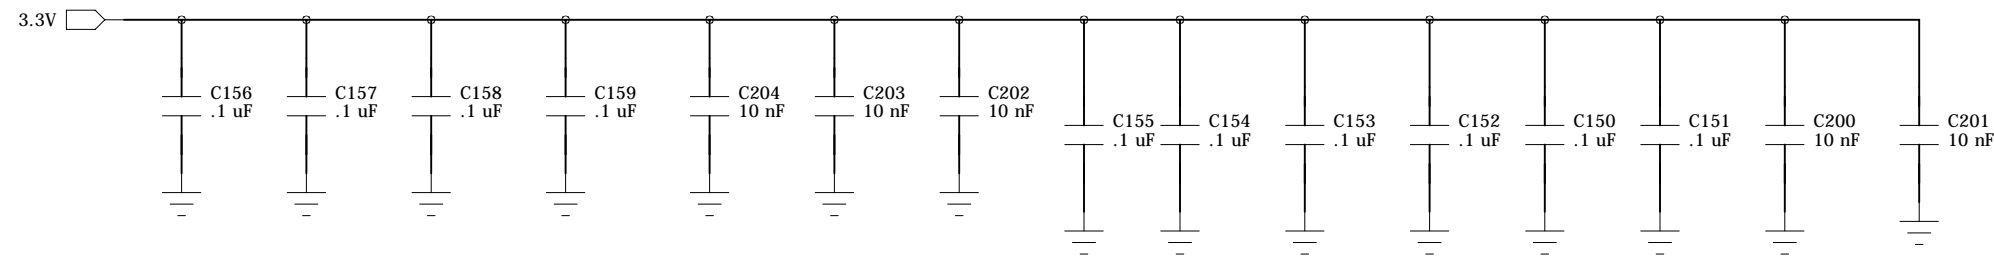 3.3V
C156
.1 uF
C157
.1 uF
C158
.1 uF
C159
.1 uF
C204
10 nF
C203
10 nF
C202
10 nF
C155
.1 uF
C154
.1 uF
C153
.1 uF
C152
.1 uF
C150
.1 uF
C151
.1 uF
C200
10 nF
C201
10 nF